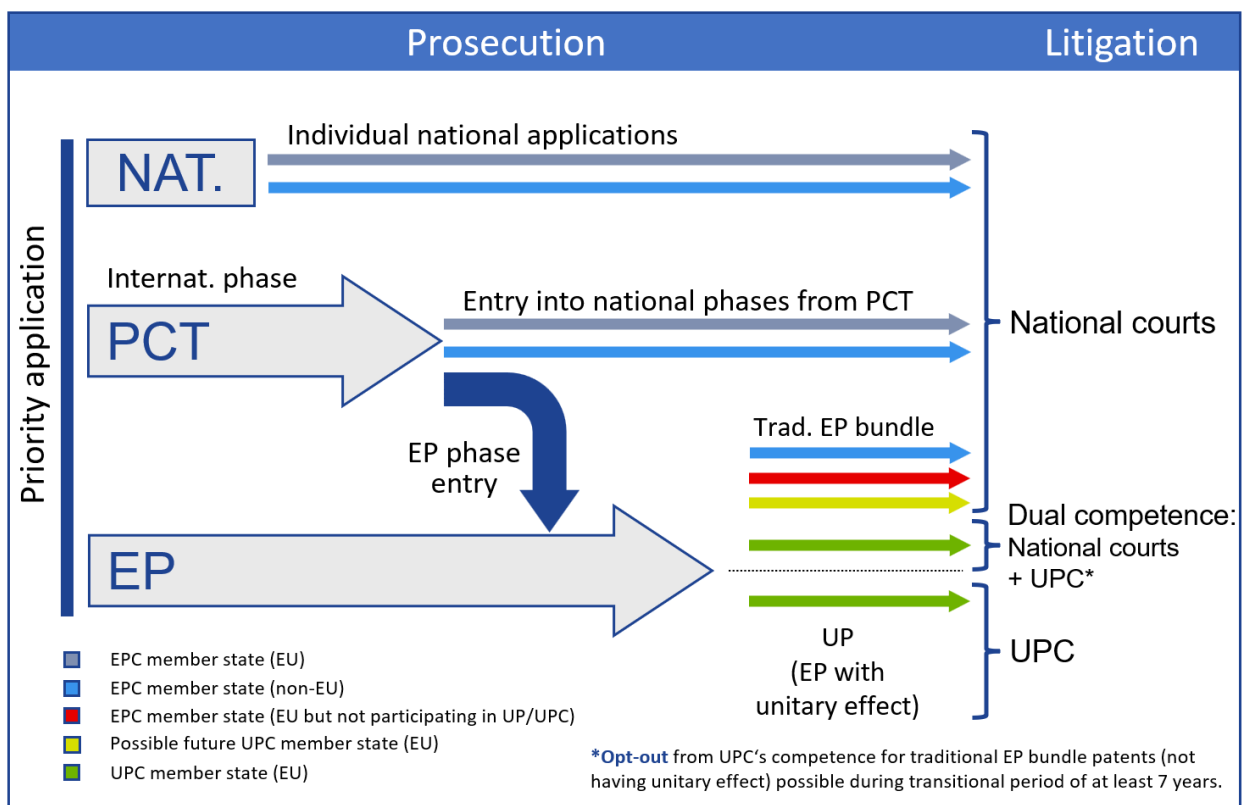 Prosecution
Litigation
Priority application
NAT.
Individual national applications
Internat. phase
PCT
Entry into national phases from PCT
National courts
EP phase
entry
Trad. EP bundle
EP
Dual competence:
National courts
+ UPC*
UP
(EP with
unitary effect)
UPC
EPC member state (EU)
EPC member state (non-EU)
EPC member state (EU but not participating in UP/UPC)
Possible future UPC member state (EU)
UPC member state (EU)
*Opt-out from UPC‘s competence for traditional EP bundle patents (not
having unitary effect) possible during transitional period of at least 7 years.